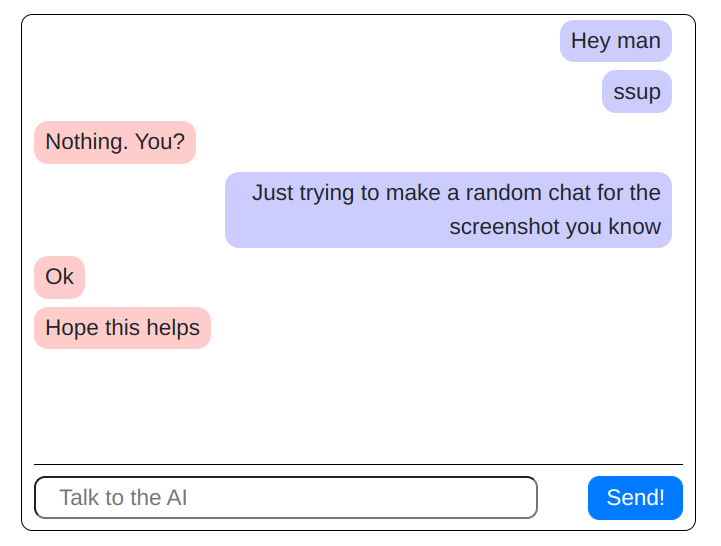 Hey man
ssup
Nothing. You?
Just trying to make a random chat for the
screenshot you know
Ok
Hope this helps
Talk to the AI
Send!